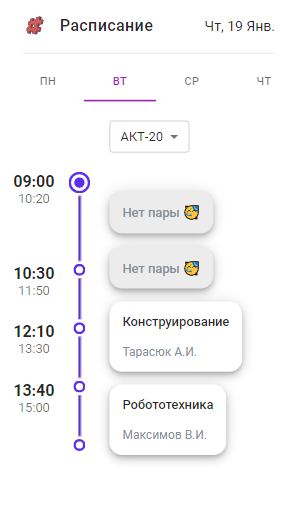 Расписание
Чт, 19 Янв.
ПН
ВТ
СР
ЧТ
АКТ-20
09:00
10:20
Нет пары
10:30
11:50
Нет пары
12:10
13:30
Конструирование
Тарасюк А.И.
13:40
15:00
Робототехника
Максимов В.И.